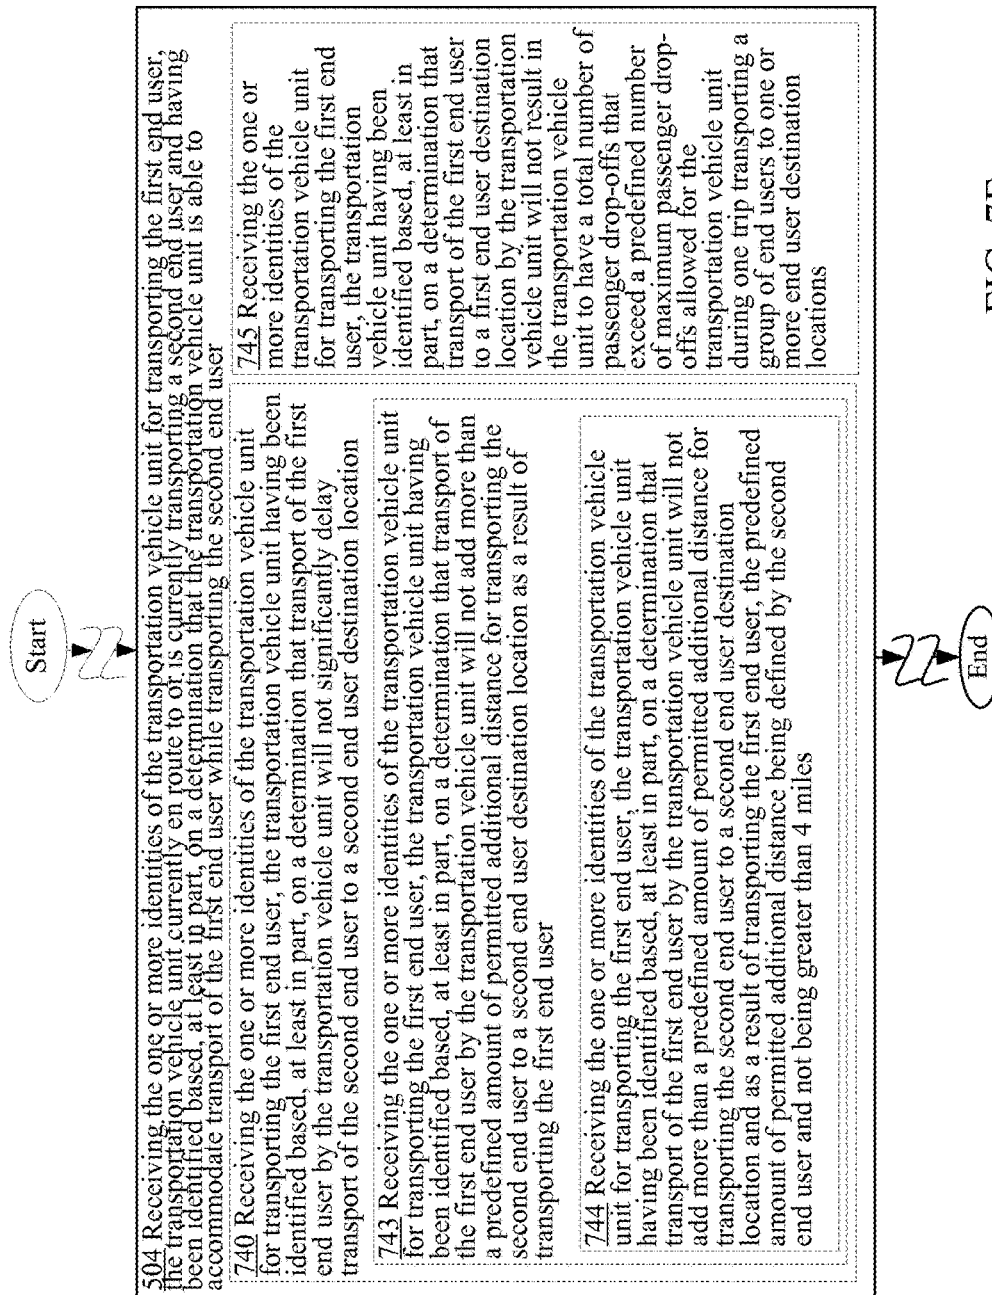 Start
504 Receiving the one or more identities of the transportation vehicle unit for transporting the first end user,
the transportation vehicle unit currently en route to or is currently transporting a second end user and having
been identified based, at least in part, on a determination that the transportation vehicle unit is able to
accommodate transport of the first end user while transporting the second end user
740 Receiving the one or more identities of the transportation vehicle unit
for transporting the first end user, the transportation vehicle unit having been
identified based, at least in part, on a determination that transport of the first
end user by the transportation vehicle unit will not significantly delay
transport of the second end user to a second end user destination location
743 Receiving the one or more identities of the transportation vehicle unit
for transporting the first end user, the transportation vehicle unit having
been identified based, at least in part, on a determination that transport of
the first end user by the transportation vehicle unit will not add more than
a predefined amount of permitted additional distance for transporting the
second end user to a second end user destination location as a result of
transporting the first end user
744 Receiving the one or more identities of the transportation vehicle
unit for transporting the first end user, the transportation vehicle unit
having been identified based, at least in part, on a determination that
transport of the first end user by the transportation vehicle unit will not
add more than a predefined amount of permitted additional distance for
transporting the second end user to a second end user destination
location and as a result of transporting the first end user, the predefined
amount of permitted additional distance being defined by the second
end user and not being greater than 4 miles
745 Receiving the one or
more identities of the
transportation vehicle unit
for transporting the first end
user, the transportation
vehicle unit having been
identified based, at least in
part, on a determination that
transport of the first end user
to a first end user destination
location by the transportation
vehicle unit will not result in
the transportation vehicle
unit to have a total number of
passenger drop-offs that
exceed a predefined number
of maximum passenger drop-
offs allowed for the
transportation vehicle unit
during one trip transporting a
group of end users to one or
more end user destination
locations
End